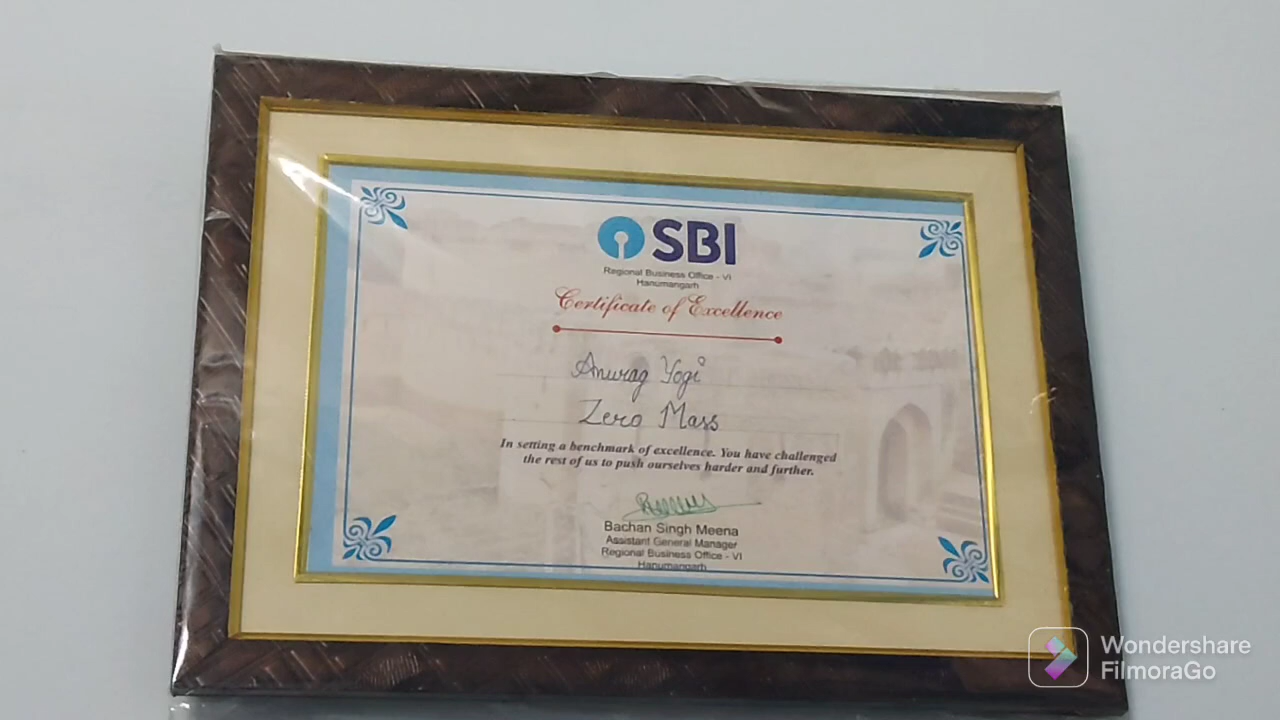 SBI
Regional Business Office - VI
Hanumangarh
Certificate of Excellence
Anurag Yogi
Zero Mass
In setting a benchmark of excellence. You have challenged
the rest of us to push ourselves harder and further.
Bachan Singh Meena
Assistant General Manager
Regional Business Office - VI
Hanumangarh
Wondershare
FilmoraGo